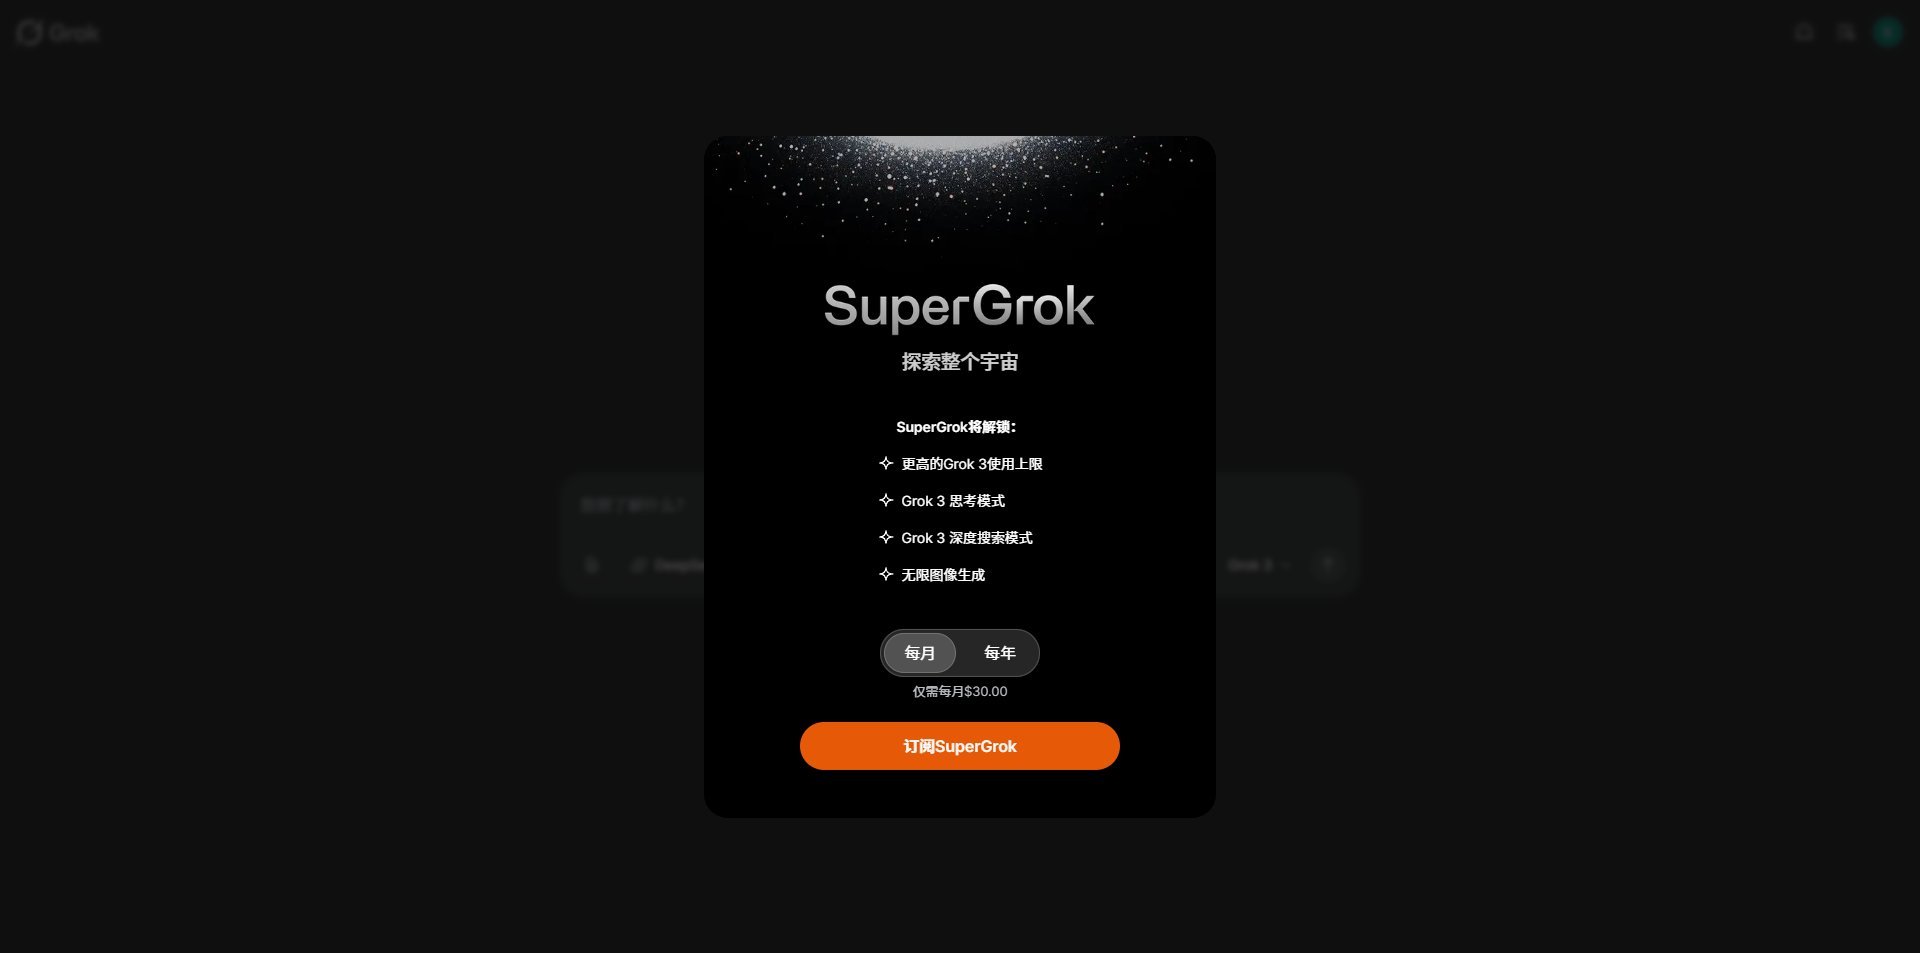 Grok
SuperGrok
探索整个宇宙
SuperGrok将解锁：
更高的Grok 3使用上限
Grok 3 思考模式
Grok 3 深度搜索模式
无限图像生成
每月 每年
仅需每月$30.00
订阅SuperGrok